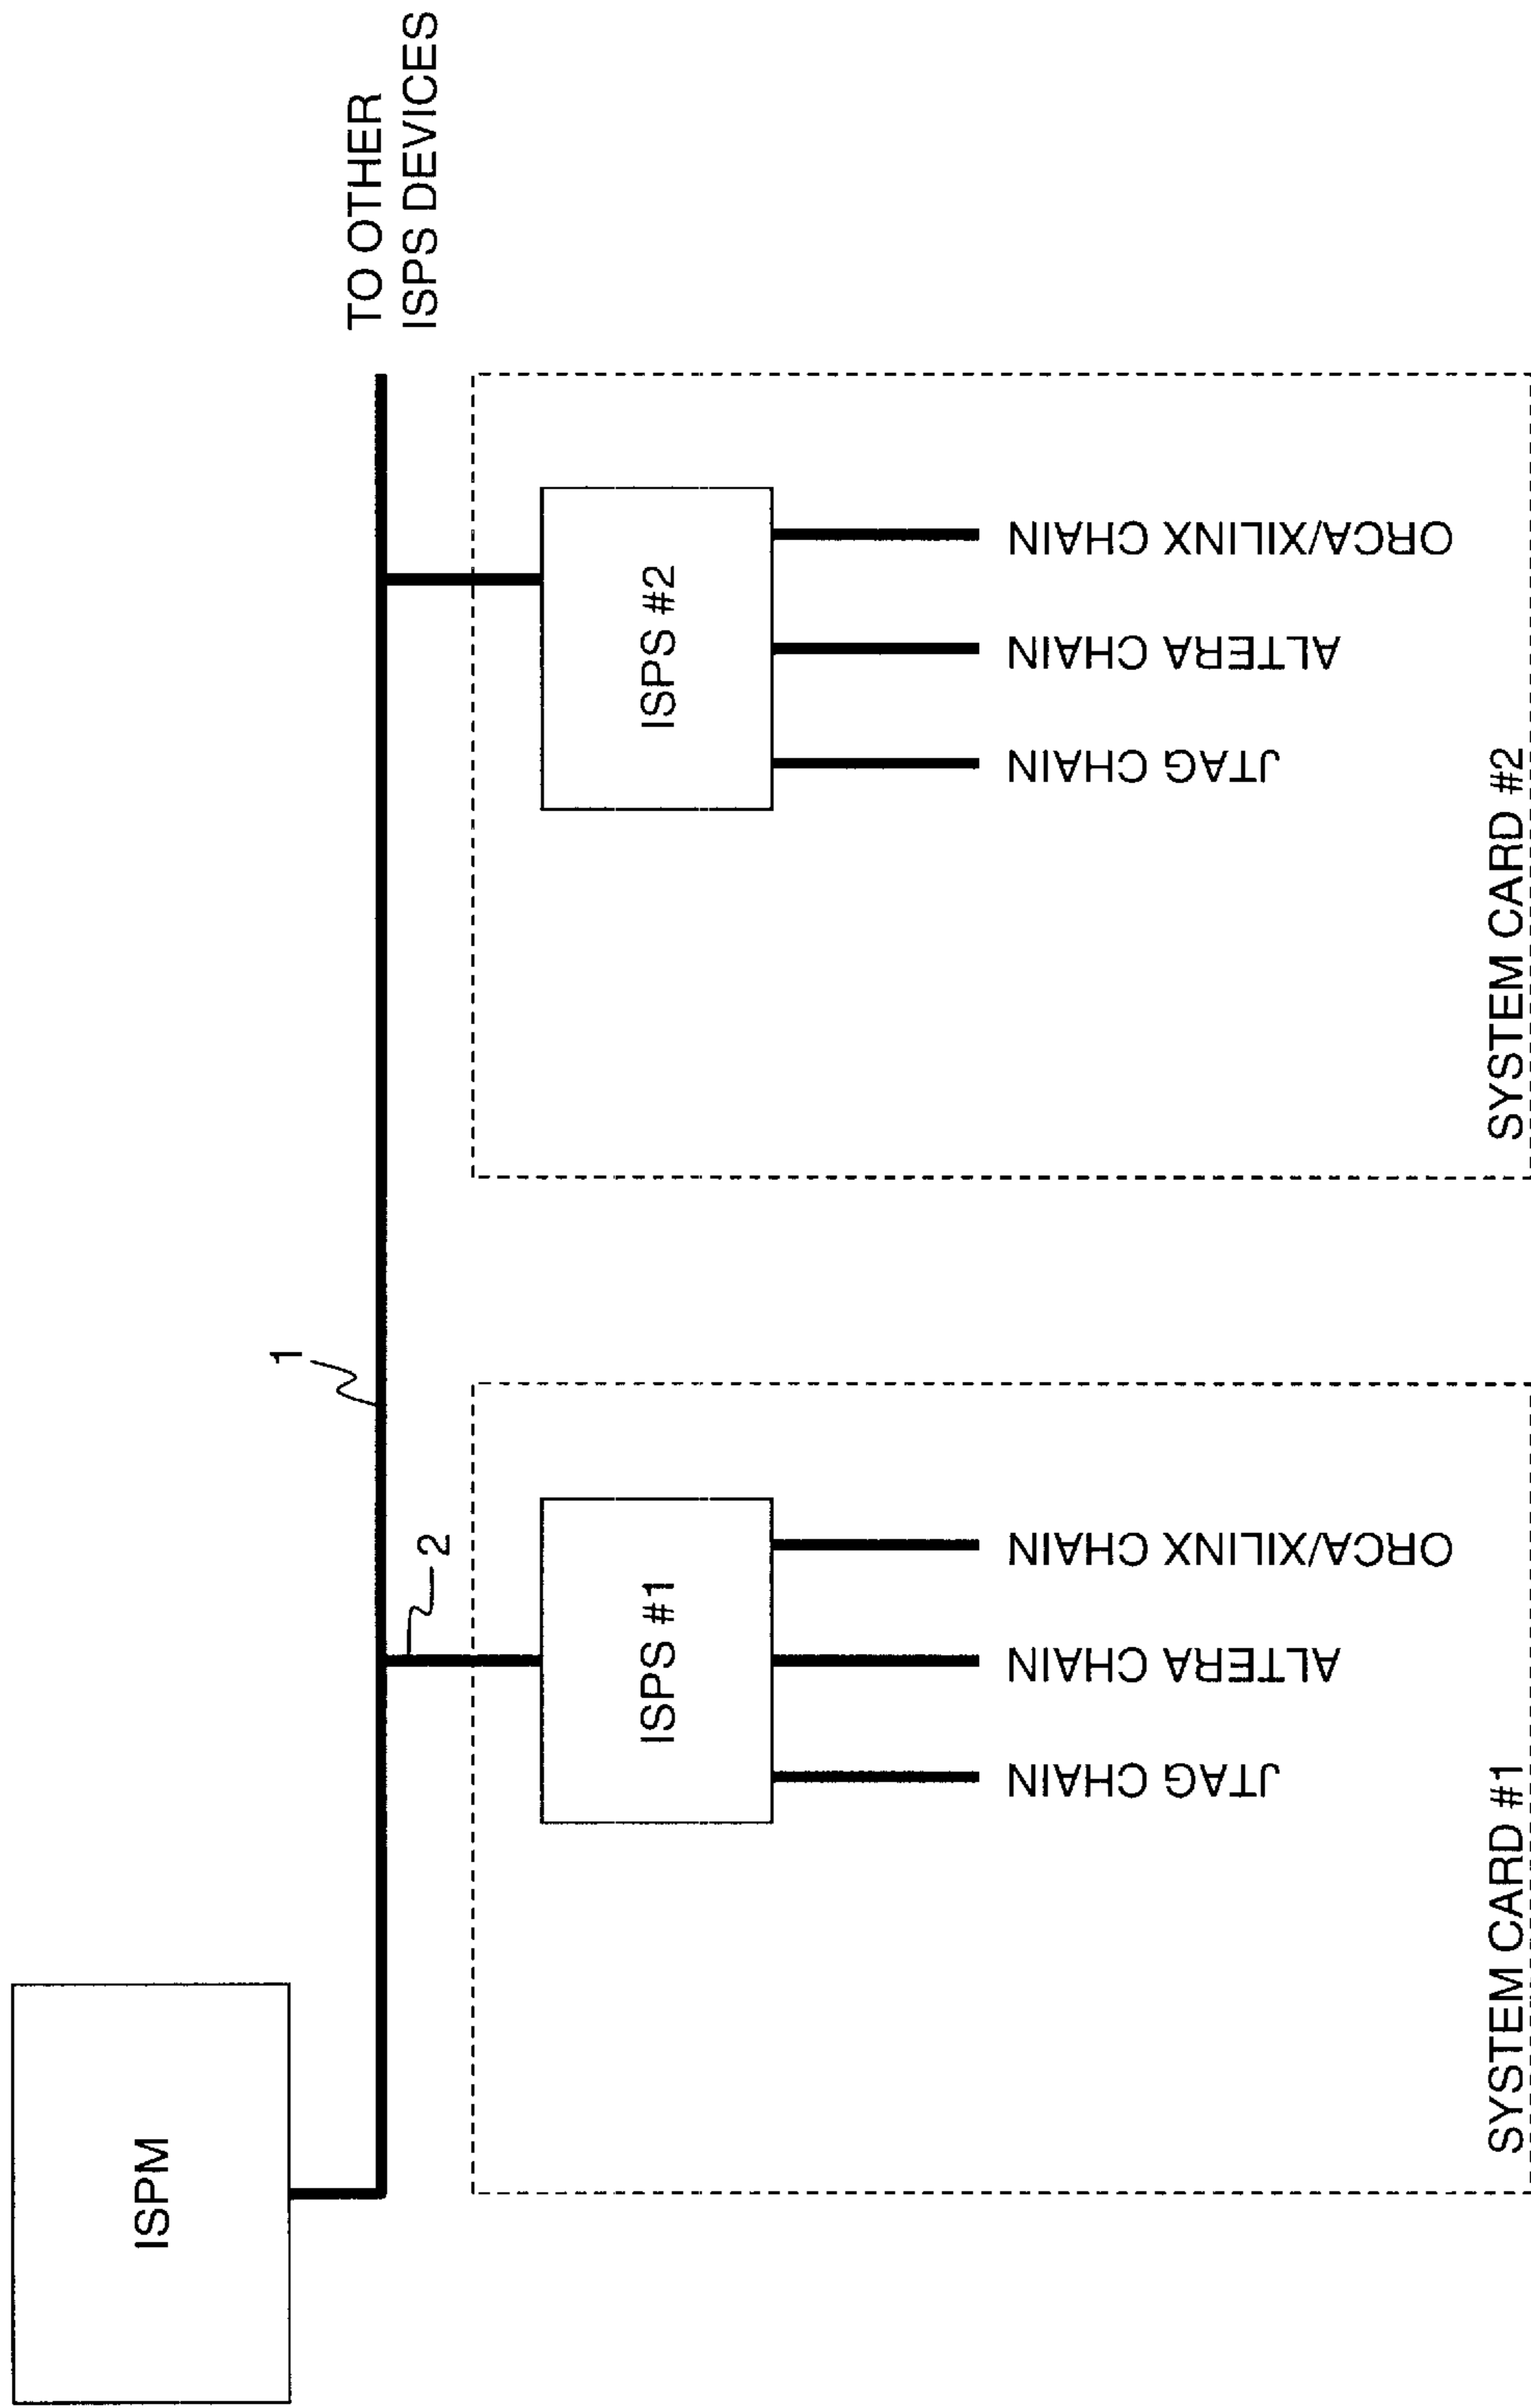 ISPM
1
TO OTHER
ISPS DEVICES
2
ISPS #1
JTAG CHAIN
ALTERA CHAIN
ORCA/XILINX CHAIN
SYSTEM CARD #1
ISPS #2
JTAG CHAIN
ALTERA CHAIN
ORCA/XILINX CHAIN
SYSTEM CARD #2